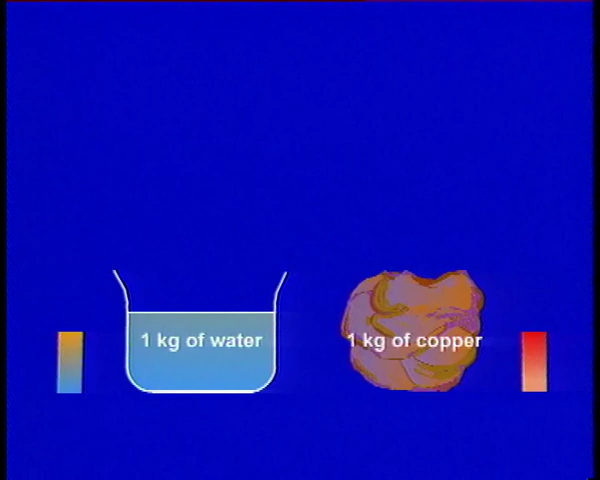 1 kg of water
1 kg of copper